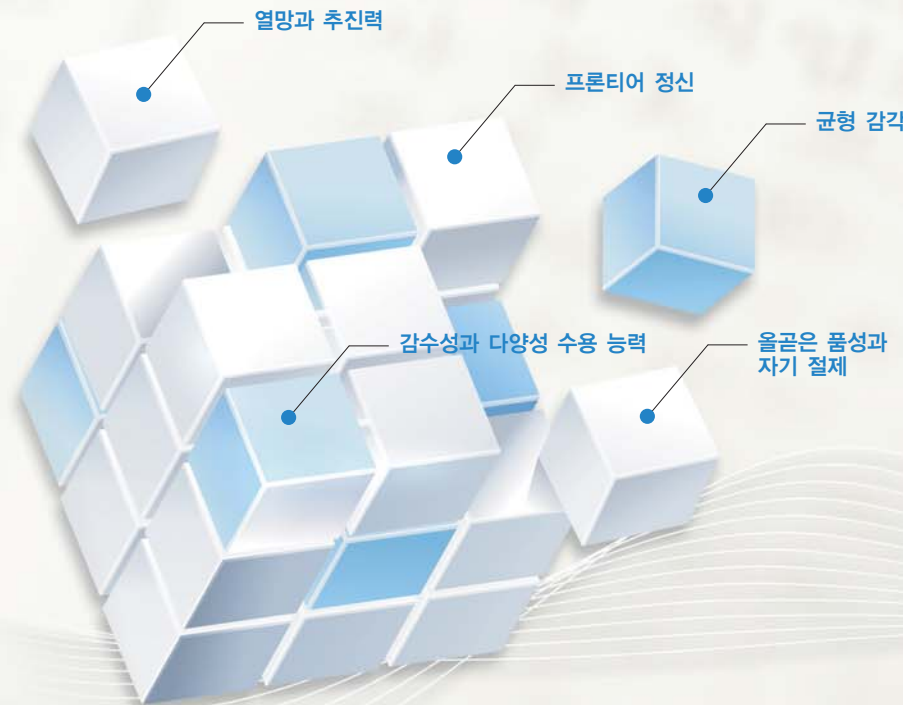 열망과 추진력
프론티어 정신
균형 감각
감수성과 다양성 수용 능력
올곧은 품성과
자기 절제